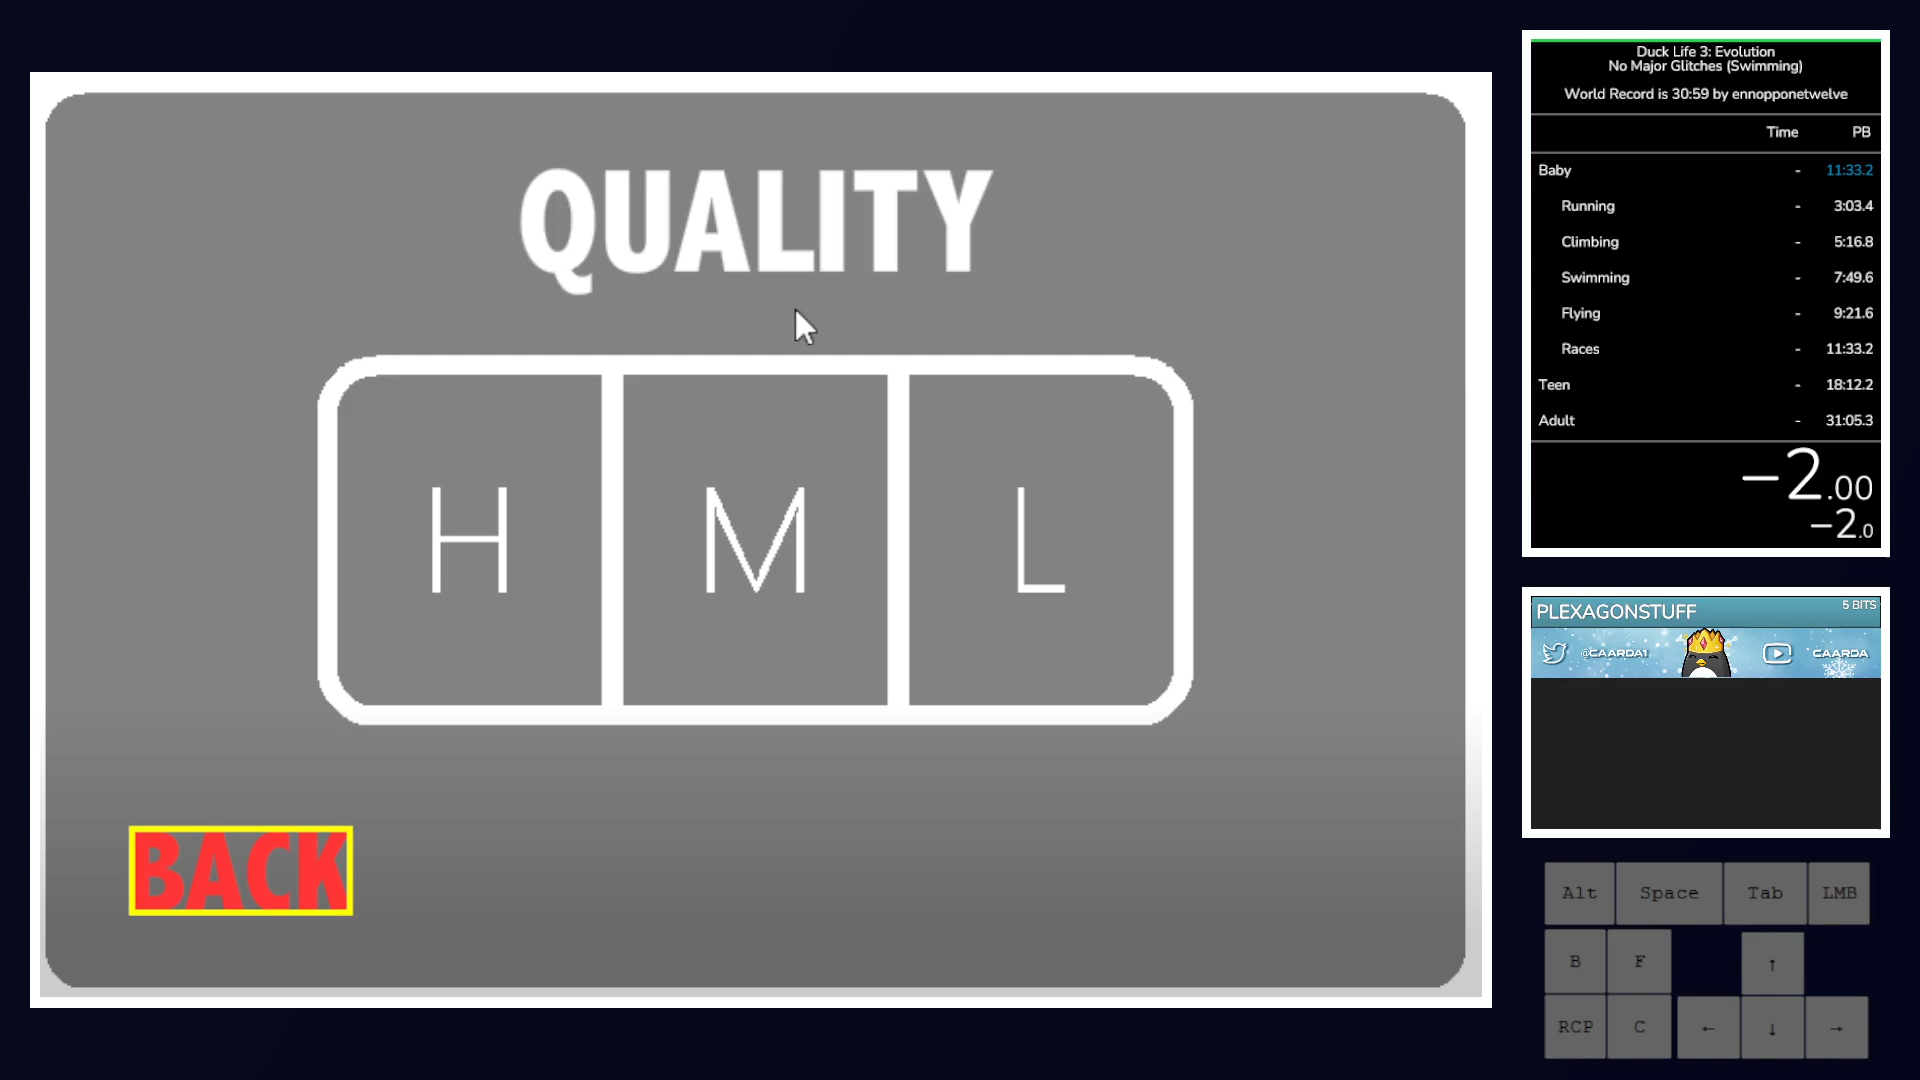 QUALITY
H M L
BACK
Duck Life 3: Evolution
No Major Glitches (Swimming)
World Record is 30:59 by ennopponetwelve
Time PB
Baby - 11:33.2
Running - 3:03.4
Climbing - 5:16.8
Swimming - 7:49.6
Flying - 9:21.6
Races - 11:33.2
Teen - 18:12.2
Adult - 31:05.3
−2.00
−2.0
PLEXAGONSTUFF 5 BITS
@CAARDA1 CAARDA
Alt Space Tab LMB
B F ↑
RCP C ← ↓ →